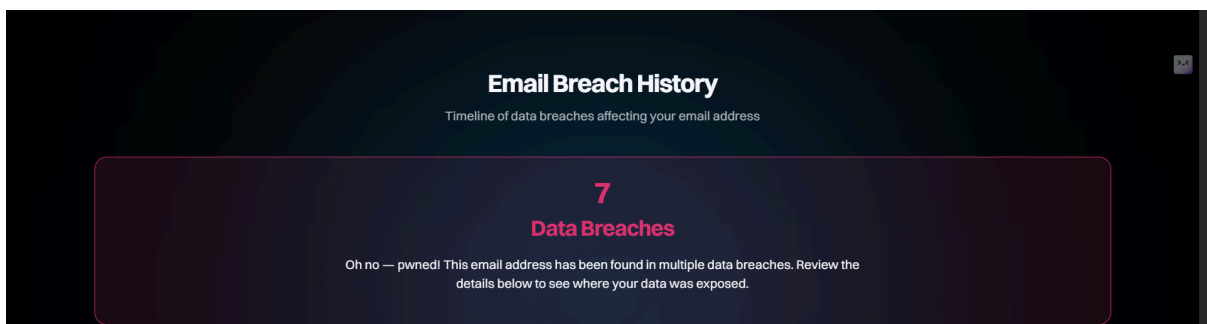 Email Breach History
Timeline of data breaches affecting your email address
7
Data Breaches
Oh no — pwned! This email address has been found in multiple data breaches. Review the
details below to see where your data was exposed.